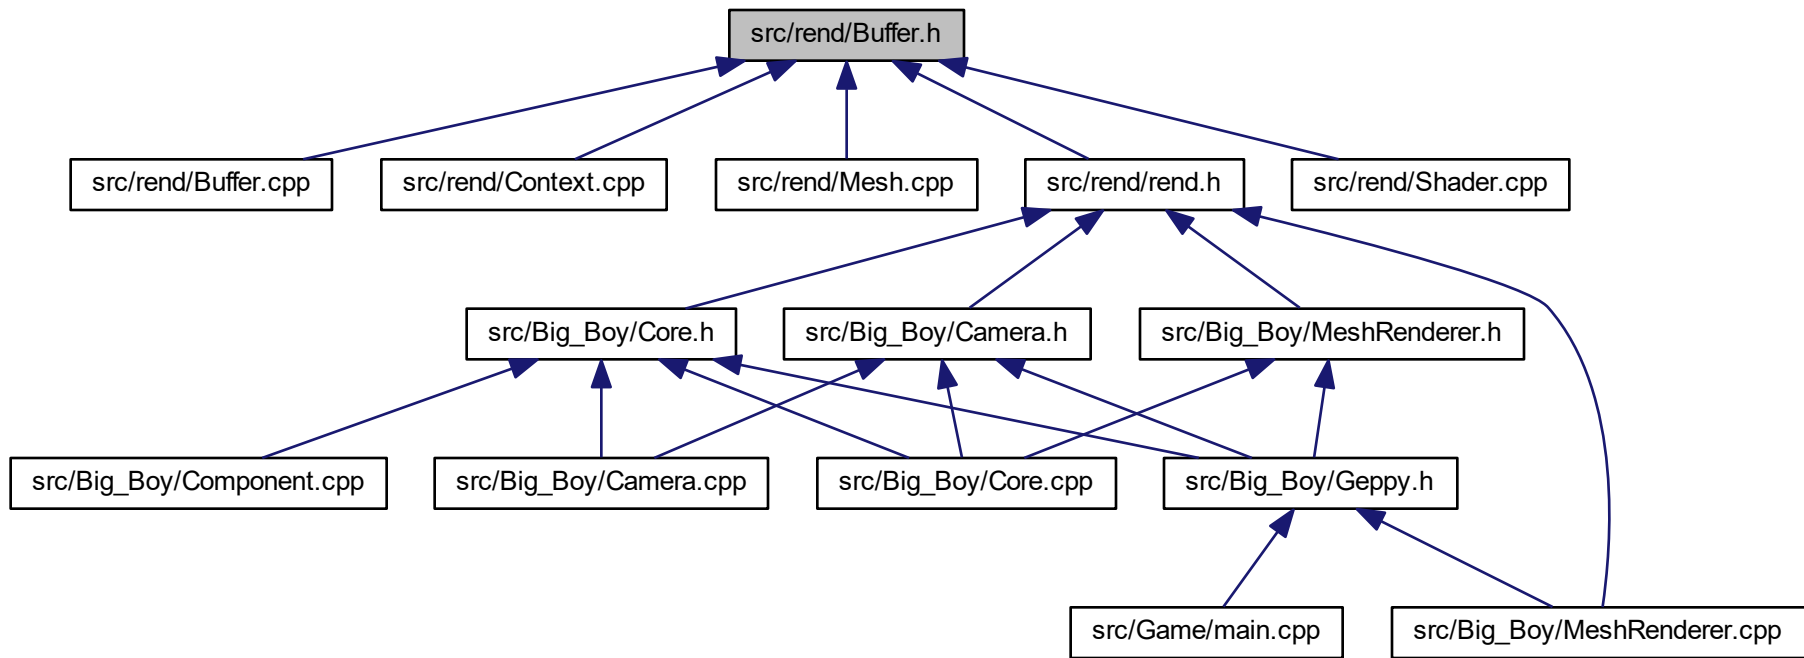 src/rend/Buffer.h
src/rend/Buffer.cpp
src/rend/Context.cpp
src/rend/Mesh.cpp
src/rend/rend.h
src/rend/Shader.cpp
src/Big_Boy/Core.h
src/Big_Boy/Camera.h
src/Big_Boy/MeshRenderer.h
src/Big_Boy/Component.cpp
src/Big_Boy/Camera.cpp
src/Big_Boy/Core.cpp
src/Big_Boy/Geppy.h
src/Game/main.cpp
src/Big_Boy/MeshRenderer.cpp